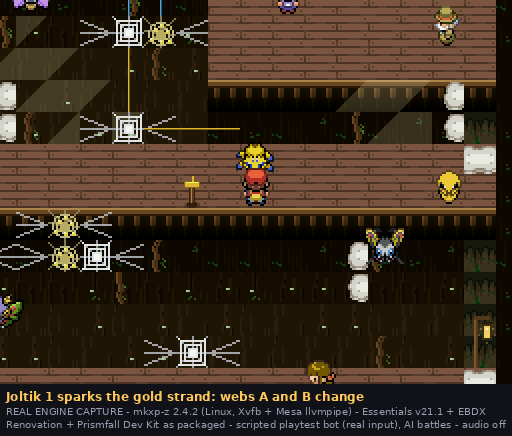 Joltik 1 sparks the gold strand: webs A and B change
REAL ENGINE CAPTURE - mkxp-z 2.4.2 (Linux, Xvfb + Mesa llvmpipe) - Essentials v21.1 + EBDX
Renovation + Prismfall Dev Kit as packaged - scripted playtest bot (real input), AI battles - audio off